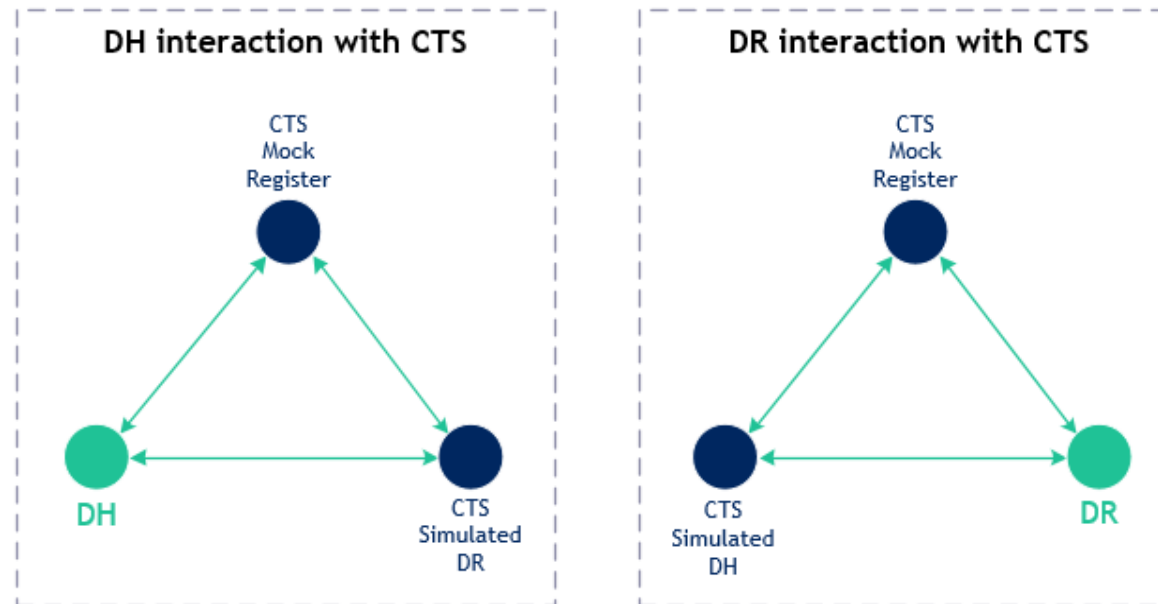 DH interaction with CTS
CTS
Mock
Register
DH
CTS
Simulated
DR
DR interaction with CTS
CTS
Mock
Register
CTS
Simulated
DH
DR